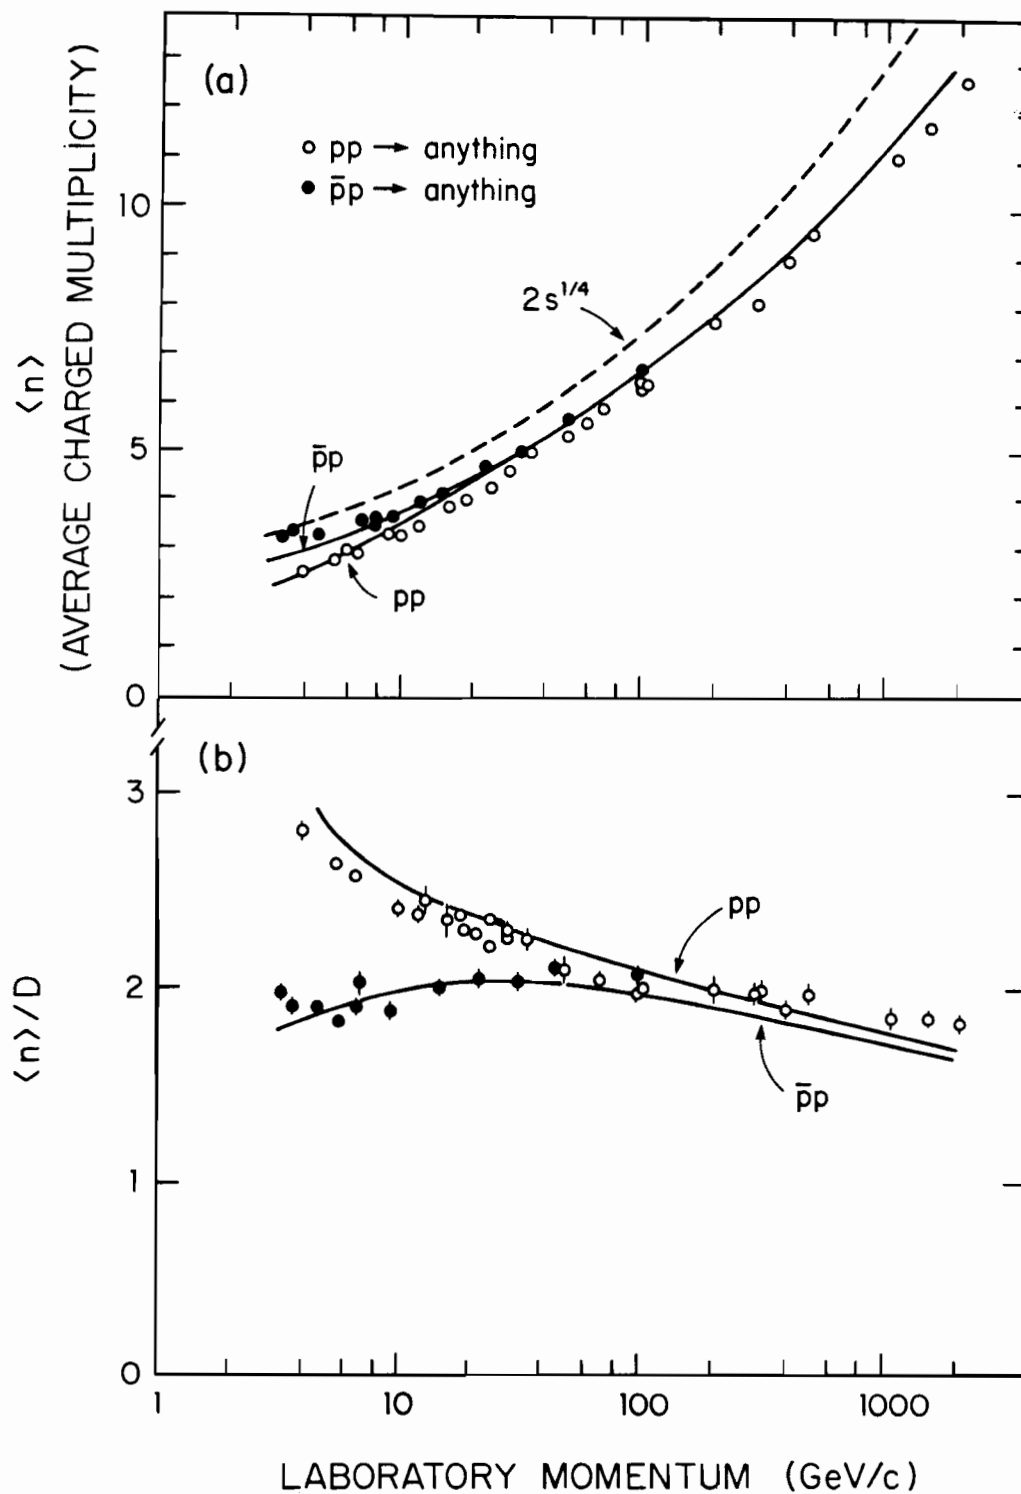 (a)
○ pp → anything
● p̄p → anything
10
2s^1/4
5
p̄p
pp
0
⟨n⟩
(AVERAGE CHARGED MULTIPLICITY)
(b)
3
pp
2
p̄p
1
0
⟨n⟩/D
1 10 100 1000
LABORATORY MOMENTUM (GeV/c)